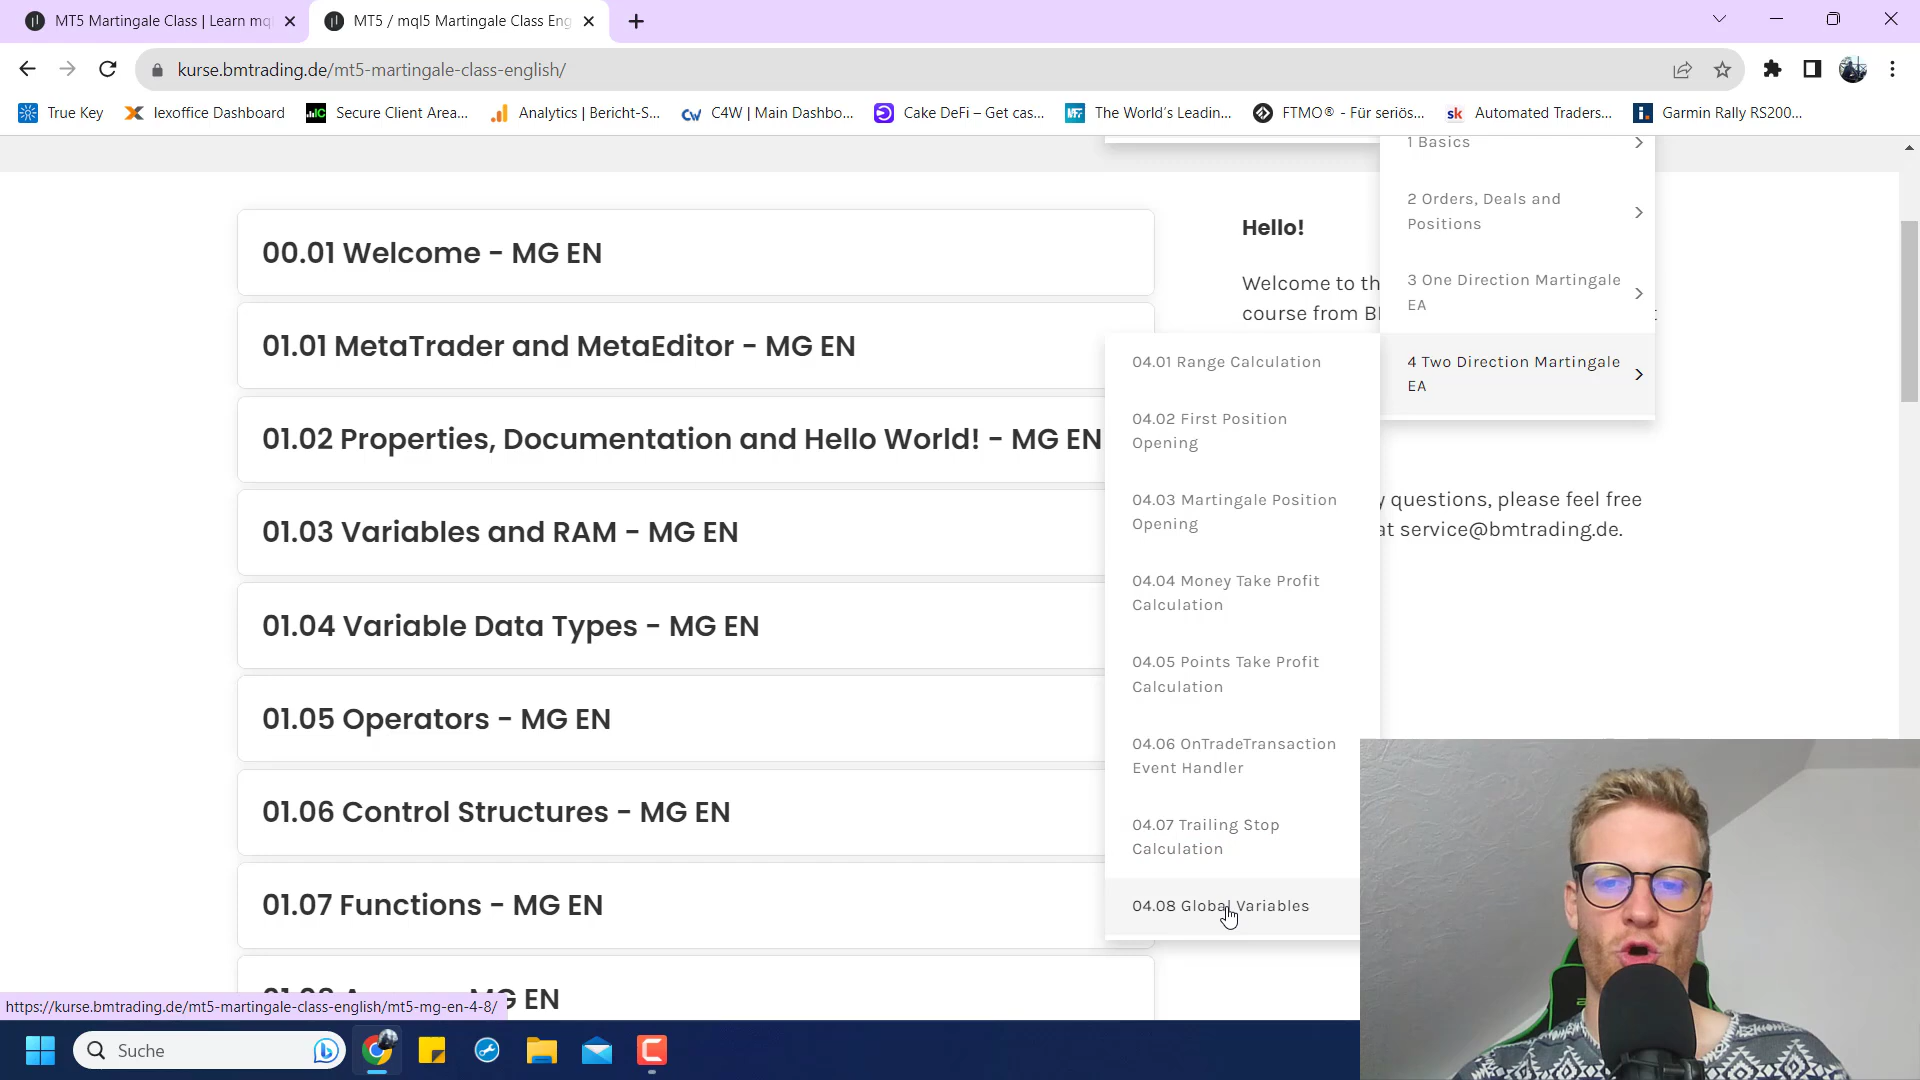 MT5 Martingale Class | Learn mq
MT5 / mql5 Martingale Class Eng
kurse.bmtrading.de/mt5-martingale-class-english/
True Key
lexoffice Dashboard
Secure Client Area...
Analytics | Bericht-S...
C4W | Main Dashbo...
Cake DeFi – Get cas...
The World's Leadin...
FTMO® - Für seriös...
Automated Traders...
Garmin Rally RS200...
1 Basics
2 Orders, Deals and
Positions
3 One Direction Martingale
EA
4 Two Direction Martingale
EA
04.01 Range Calculation
04.02 First Position
Opening
04.03 Martingale Position
Opening
04.04 Money Take Profit
Calculation
04.05 Points Take Profit
Calculation
04.06 OnTradeTransaction
Event Handler
04.07 Trailing Stop
Calculation
04.08 Global Variables
00.01 Welcome - MG EN
01.01 MetaTrader and MetaEditor - MG EN
01.02 Properties, Documentation and Hello World! - MG EN
01.03 Variables and RAM - MG EN
01.04 Variable Data Types - MG EN
01.05 Operators - MG EN
01.06 Control Structures - MG EN
01.07 Functions - MG EN
MG EN
Hello!
Welcome to th
course from
questions, please feel free
at service@bmtrading.de.
https://kurse.bmtrading.de/mt5-martingale-class-english/mt5-mg-en-4-8/
Suche